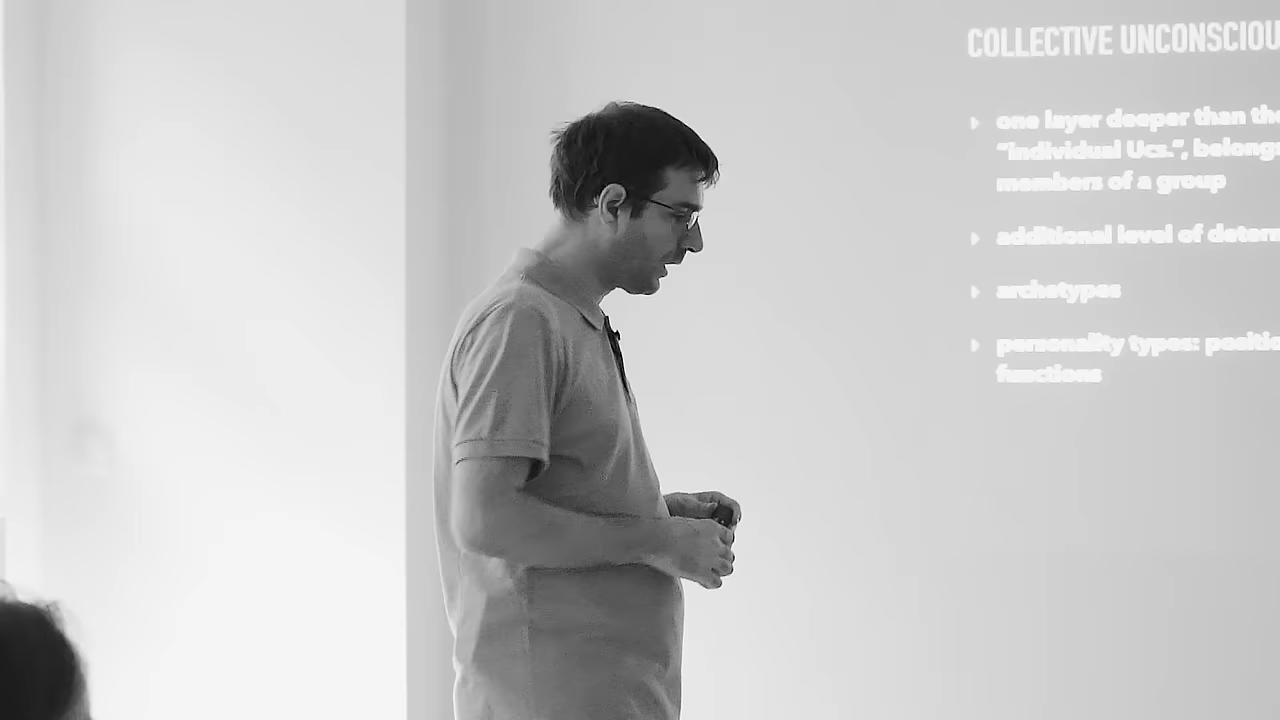 COLLECTIVE UNCONSCIOU
one layer deeper than the
"individual Ucs.", belongs
members of a group
additional level of determ
archetypes
personality types: positio
functions